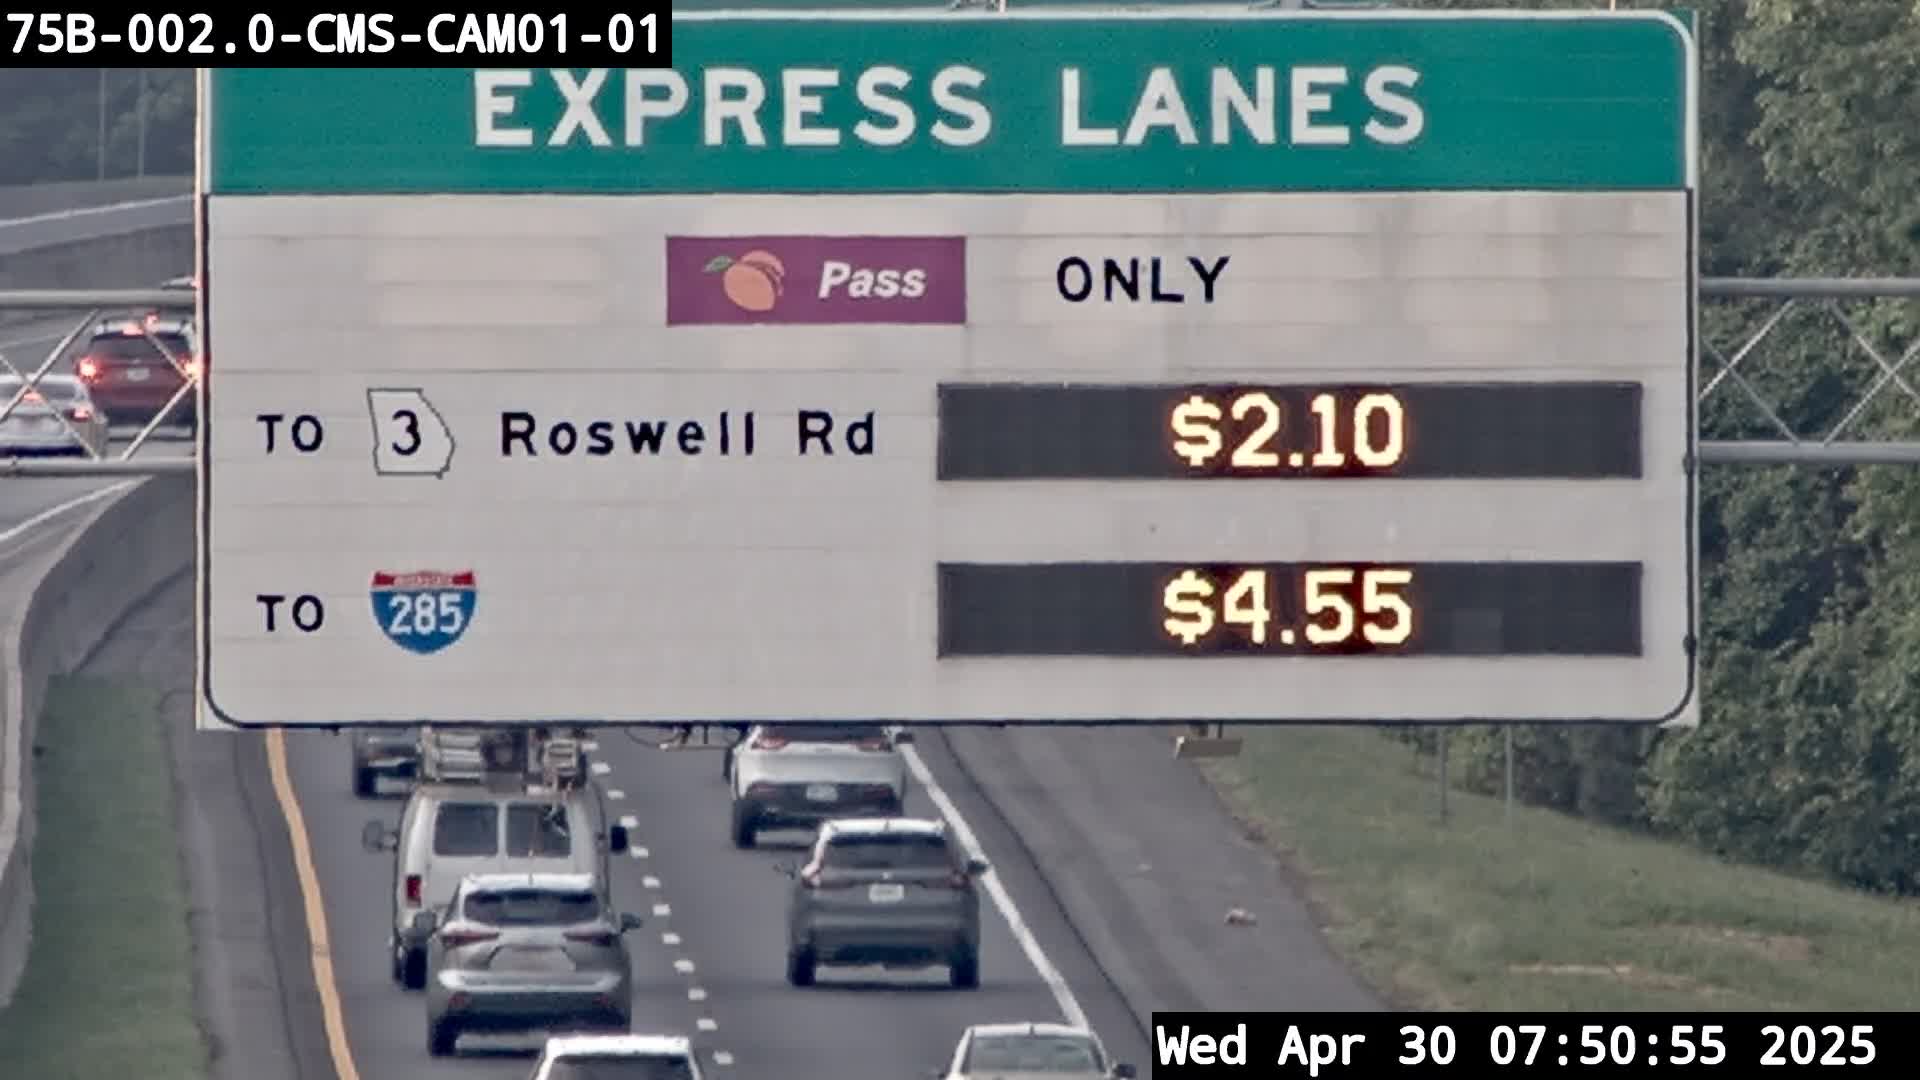 75B-002.0-CMS-CAM01-01
EXPRESS LANES
Pass ONLY
TO 3 Roswell Rd $2.10
TO 285 $4.55
Wed Apr 30 07:50:55 2025